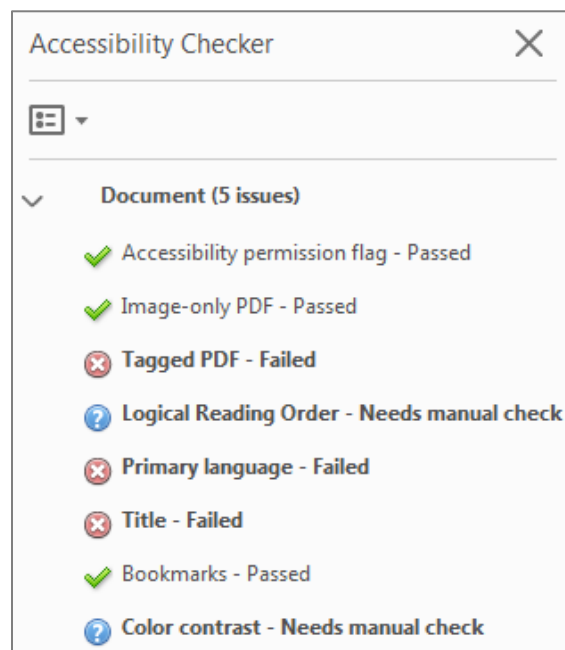 Accessibility Checker
Document (5 issues)
Accessibility permission flag - Passed
Image-only PDF - Passed
Tagged PDF - Failed
Logical Reading Order - Needs manual check
Primary language - Failed
Title - Failed
Bookmarks - Passed
Color contrast - Needs manual check